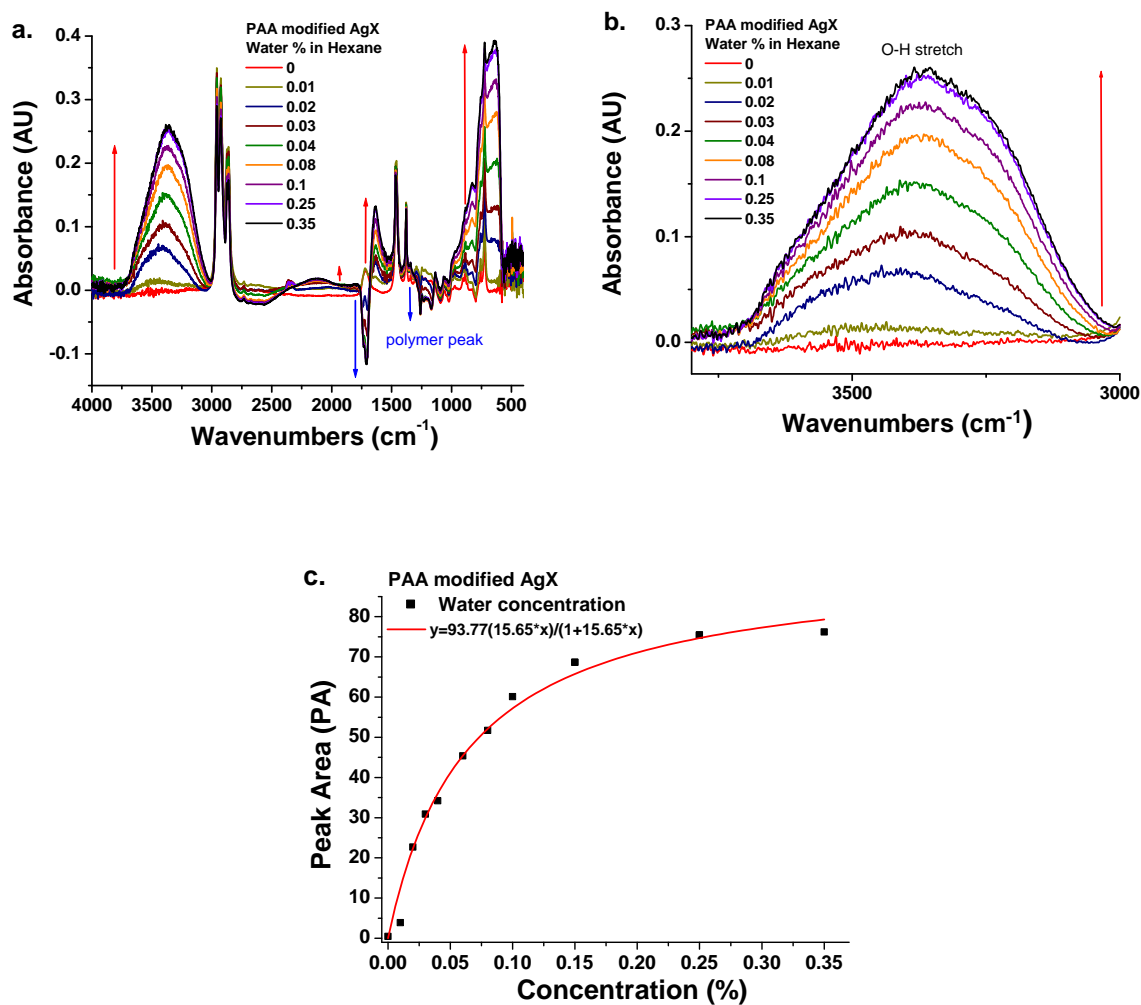 a.
PAA modified AgX
Water % in Hexane
0
0.01
0.02
0.03
0.04
0.08
0.1
0.25
0.35
polymer peak
0.4
0.3
0.2
0.1
0.0
-0.1
Absorbance (AU)
4000 3500 3000 2500 2000 1500 1000 500
Wavenumbers (cm⁻¹)
b.
PAA modified AgX
Water % in Hexane
0
0.01
0.02
0.03
0.04
0.08
0.1
0.25
0.35
O-H stretch
0.3
0.2
0.1
0.0
Absorbance (AU)
3500 3000
Wavenumbers (cm⁻¹)
c.
PAA modified AgX
Water concentration
y=93.77(15.65*x)/(1+15.65*x)
80
70
60
50
40
30
20
10
0
Peak Area (PA)
0.00 0.05 0.10 0.15 0.20 0.25 0.30 0.35
Concentration (%)